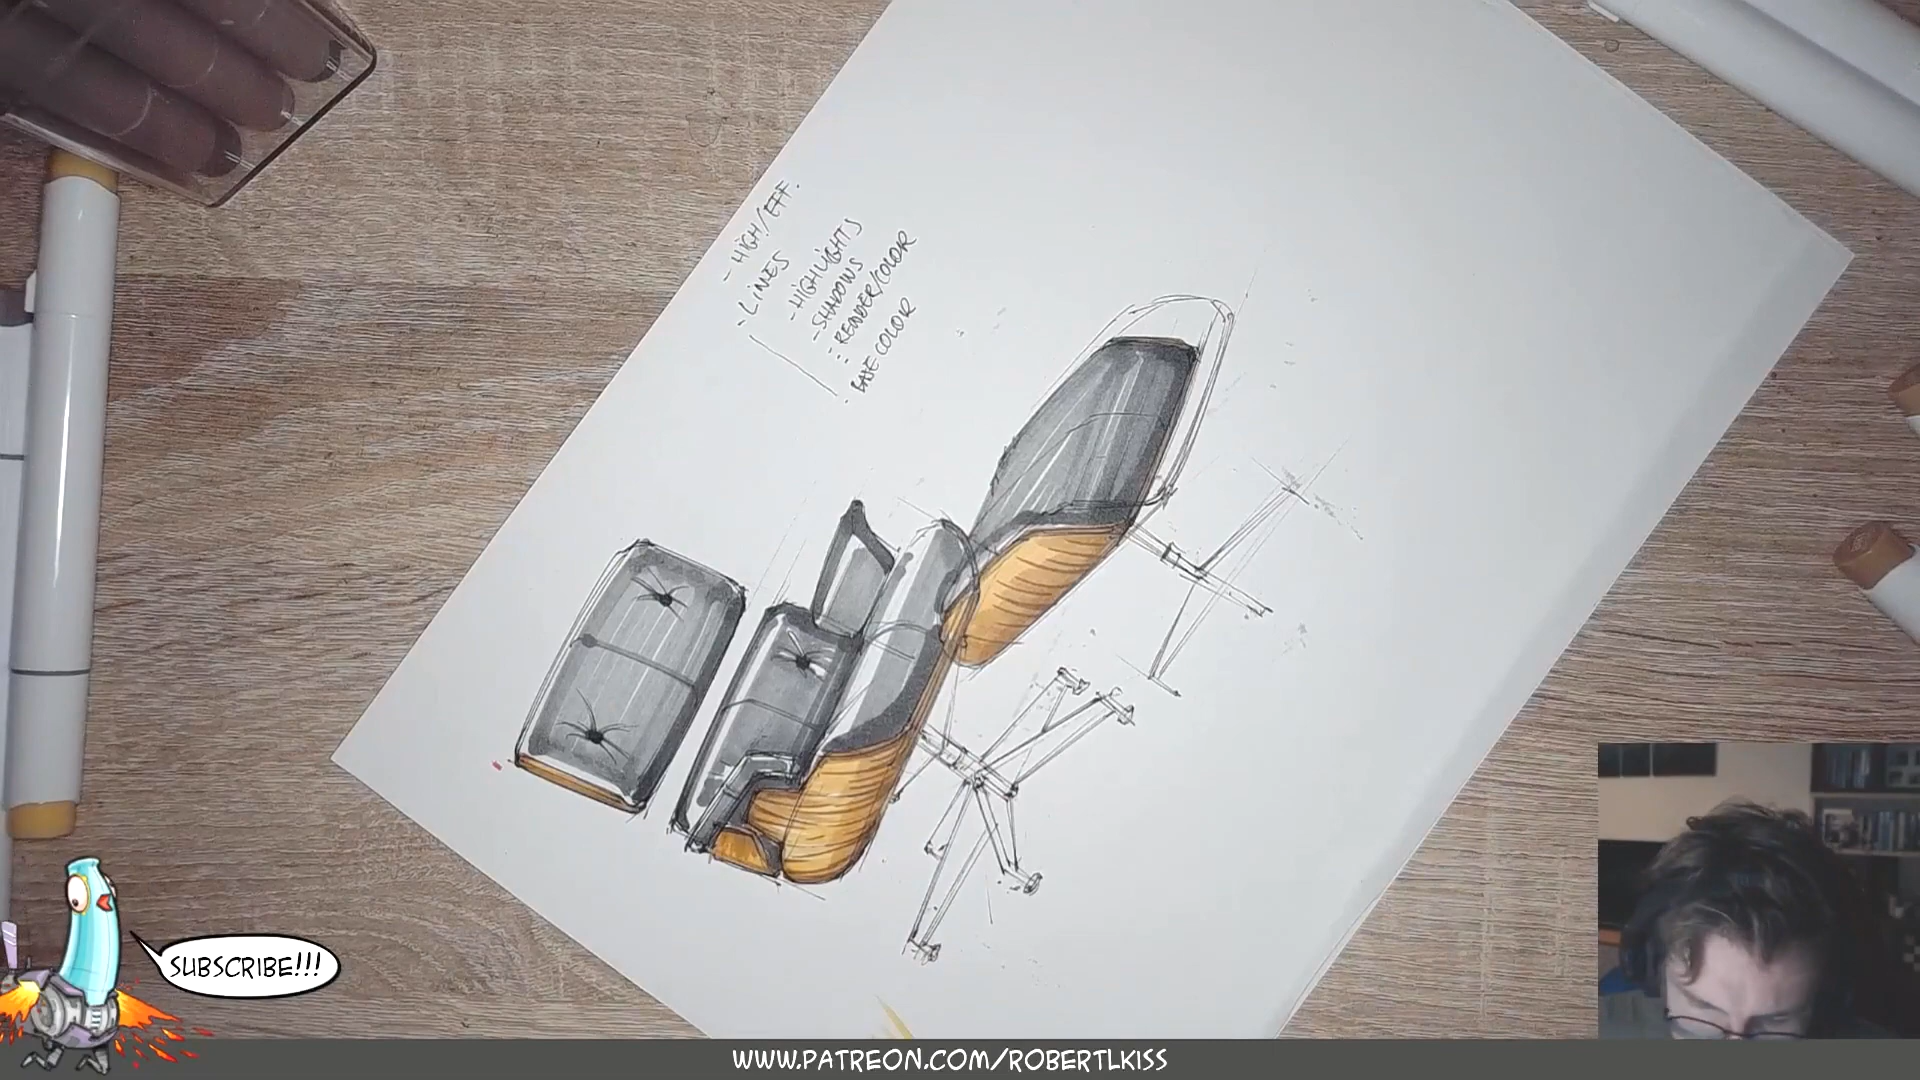 - HIGH/EFF.
- LINES
- HIGHLIGHTS
- SHADOWS
: RENDER/COLOR
. BASE COLOR
SUBSCRIBE!!!
WWW.PATREON.COM/ROBERTLKISS